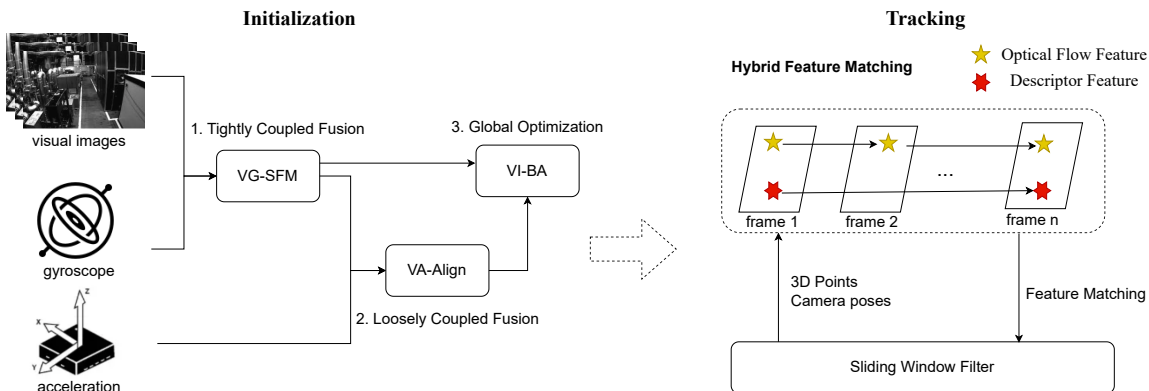 Initialization
Tracking
Optical Flow Feature
Hybrid Feature Matching
Descriptor Feature
visual images
1. Tightly Coupled Fusion
3. Global Optimization
VG-SFM
VI-BA
...
frame 1
frame 2
frame n
gyroscope
VA-Align
3D Points
Camera poses
Feature Matching
2. Loosely Coupled Fusion
Z
X
Y
Sliding Window Filter
acceleration